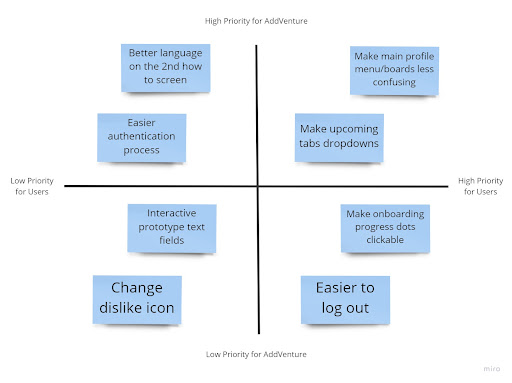 High Priority for AddVenture
Better language
on the 2nd how
to screen
Make main profile
menu/boards less
confusing
Easier
authentication
process
Make upcoming
tabs dropdowns
Low Priority
for Users
High Priority
for Users
Interactive
prototype text
fields
Make onboarding
progress dots
clickable
Change
dislike icon
Easier to
log out
Low Priority for AddVenture
miro